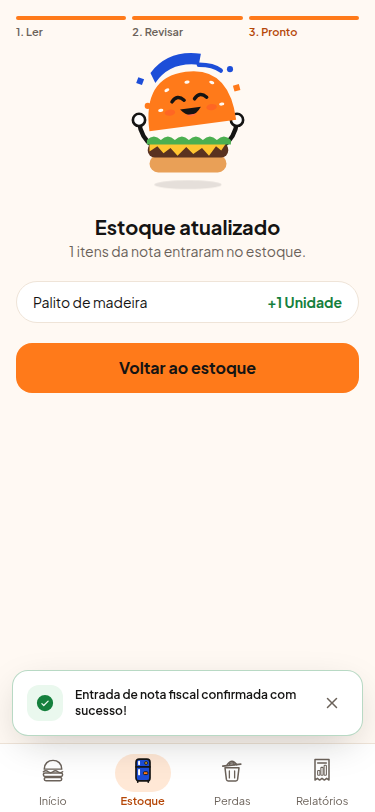 1. Ler
2. Revisar
3. Pronto
Estoque atualizado
1 itens da nota entraram no estoque.
Palito de madeira
+1 Unidade
Voltar ao estoque
Entrada de nota fiscal confirmada com
sucesso!
Início
Estoque
Perdas
Relatórios